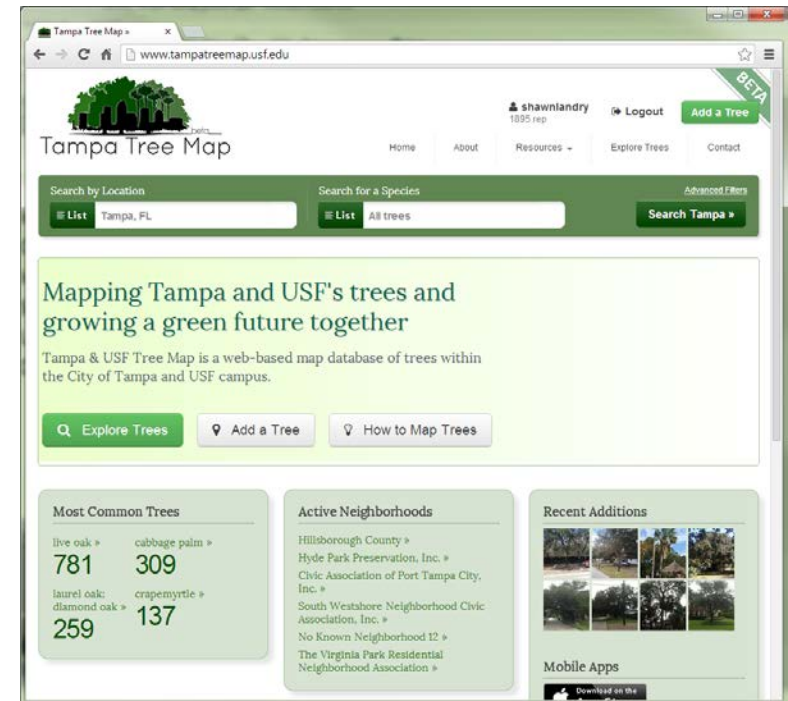 Tampa Tree Map »
www.tampatreemap.usf.edu
BETA
shawnlandry
1895 rep
Logout
Add a Tree
beta
Tampa Tree Map
Home
About
Resources
Explore Trees
Contact
Search by Location
Search for a Species
Advanced Filters
List
Tampa, FL
List
All trees
Search Tampa »
Mapping Tampa and USF's trees and
growing a green future together
Tampa & USF Tree Map is a web-based map database of trees within
the City of Tampa and USF campus.
Explore Trees
Add a Tree
How to Map Trees
Most Common Trees
live oak »
781
cabbage palm »
309
laurel oak;
diamond oak »
259
crapemyrtle »
137
Active Neighborhoods
Hillsborough County »
Hyde Park Preservation, Inc. »
Civic Association of Port Tampa City,
Inc. »
South Westshore Neighborhood Civic
Association, Inc. »
No Known Neighborhood 12 »
The Virginia Park Residential
Neighborhood Association »
Recent Additions
Mobile Apps
Download on the